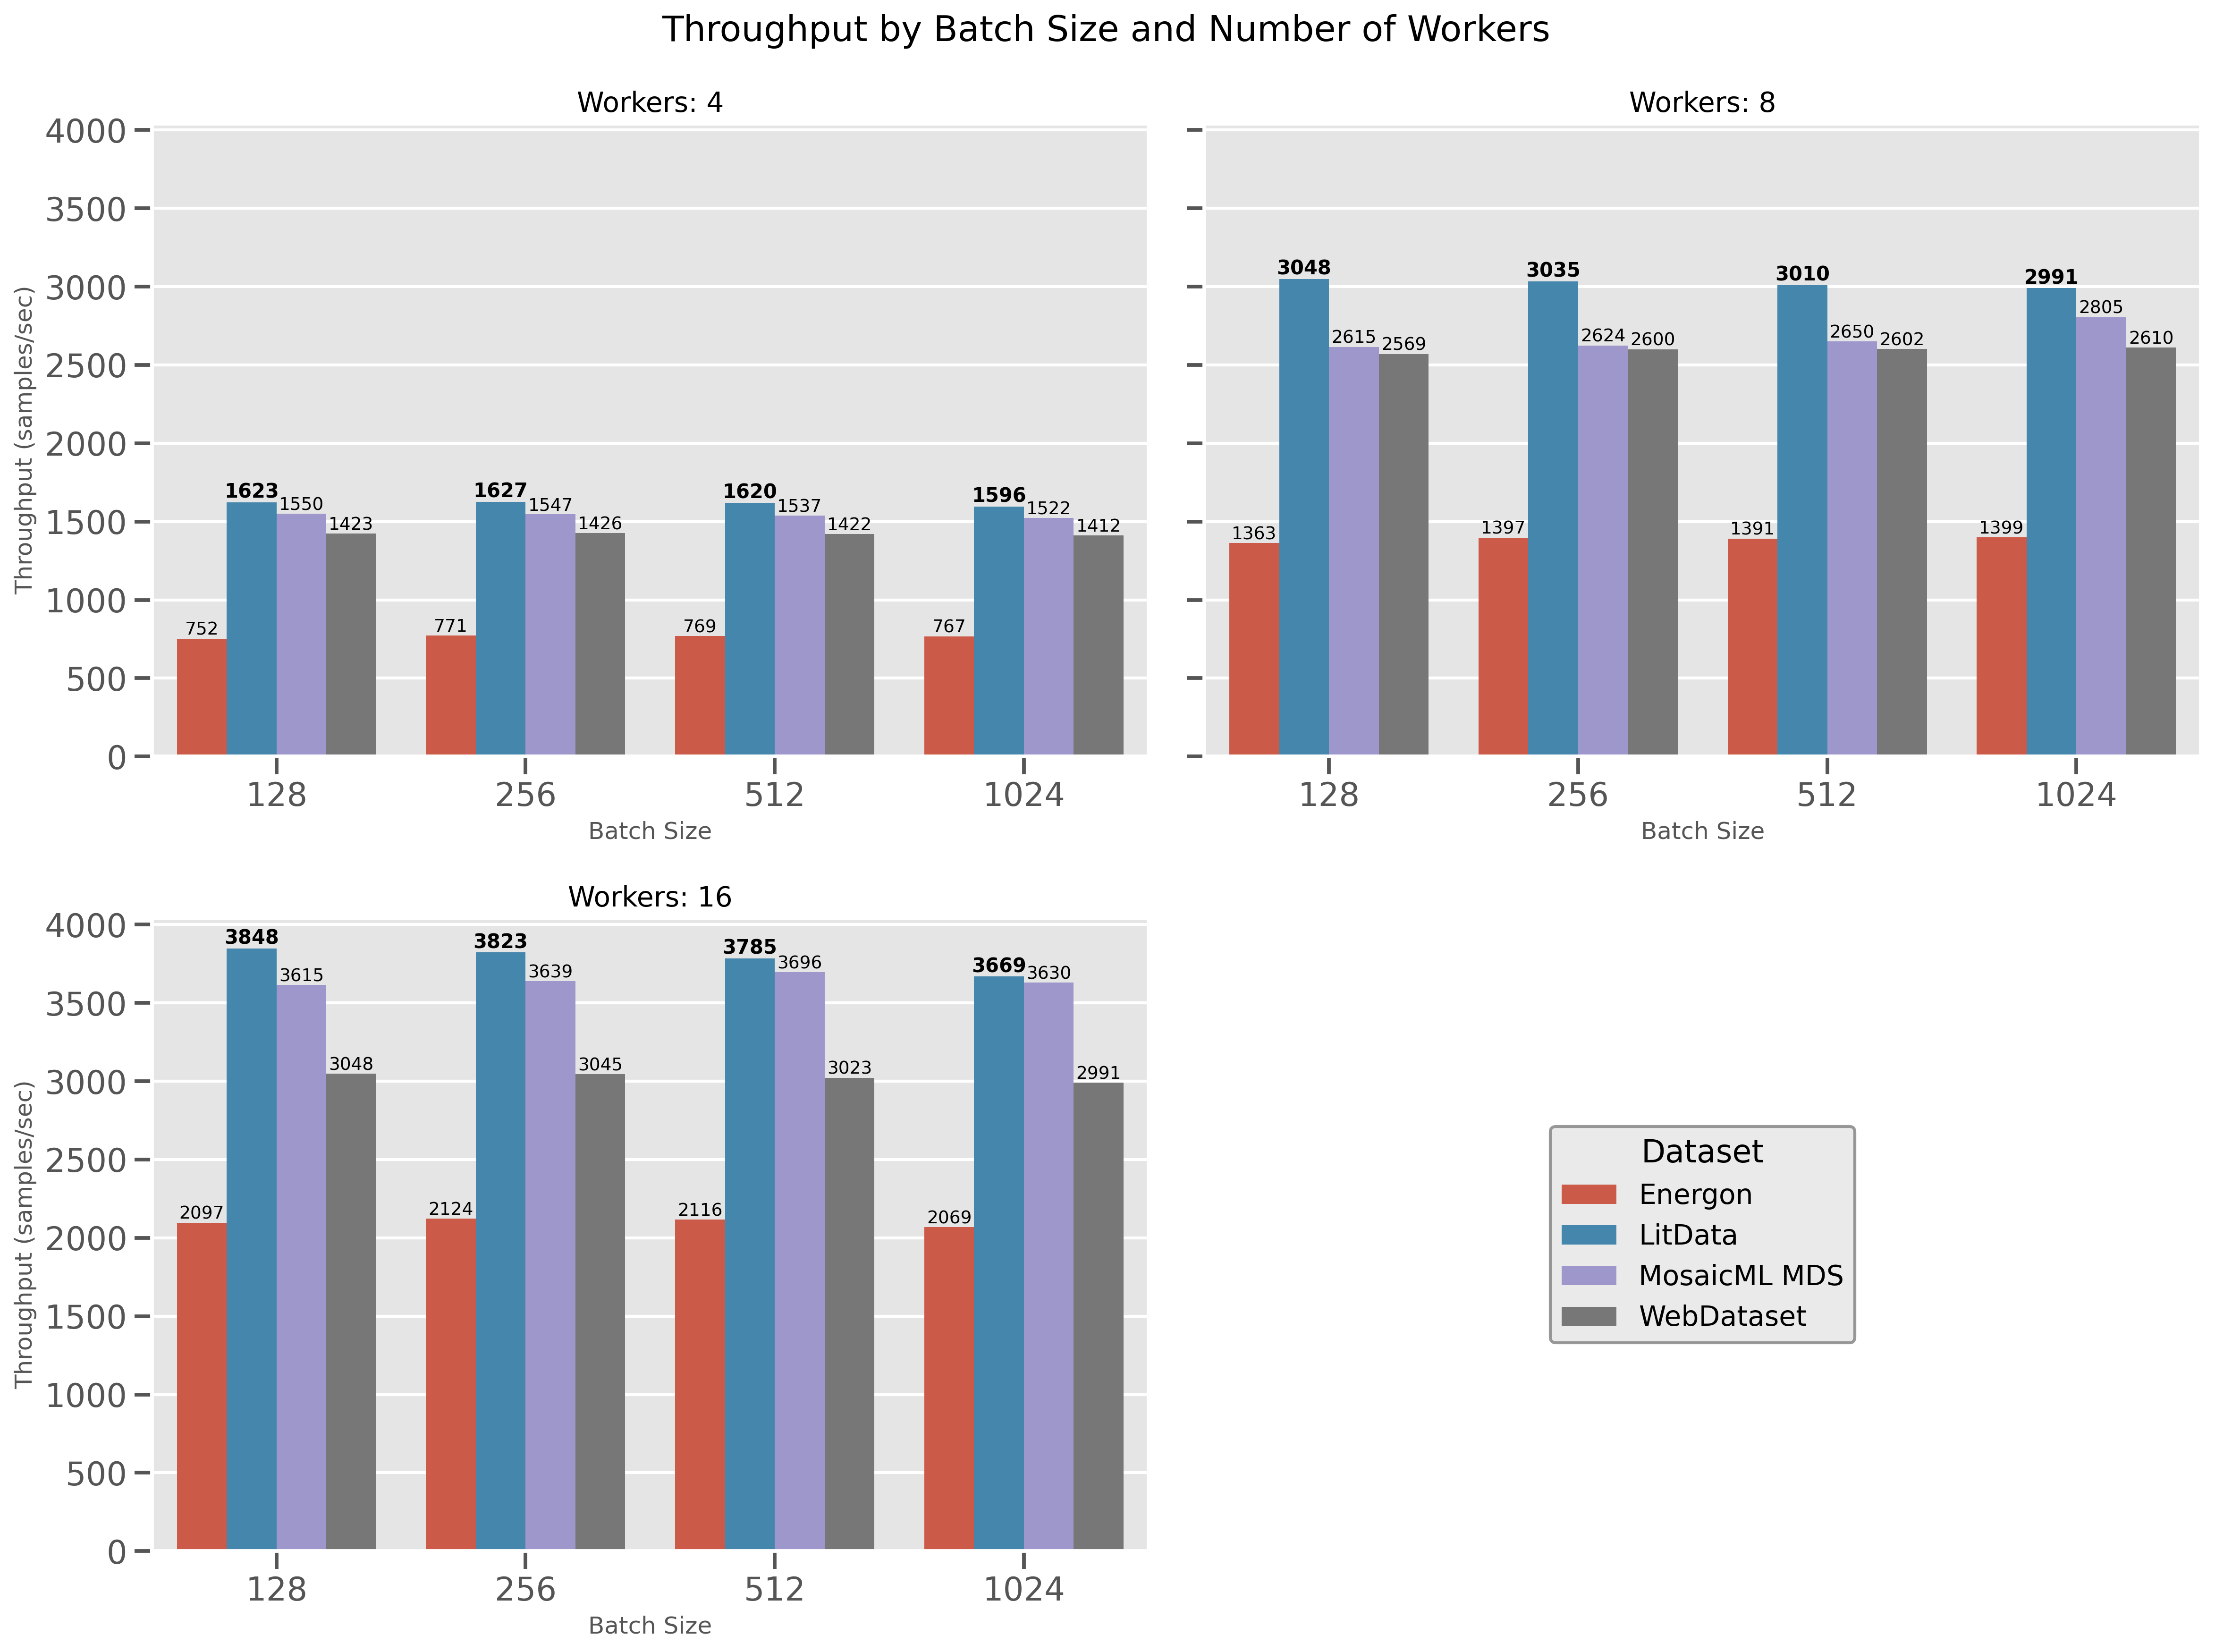 Throughput by Batch Size and Number of Workers
Workers: 4
Throughput (samples/sec)
4000
3500
3000
2500
2000
1500
1000
500
0
752 1623 1550 1423
771 1627 1547 1426
769 1620 1537 1422
767 1596 1522 1412
128 256 512 1024
Batch Size
Workers: 8
1363 3048 2615 2569
1397 3035 2624 2600
1391 3010 2650 2602
1399 2991 2805 2610
128 256 512 1024
Batch Size
Workers: 16
Throughput (samples/sec)
4000
3500
3000
2500
2000
1500
1000
500
0
2097 3848 3615 3048
2124 3823 3639 3045
2116 3785 3696 3023
2069 3669 3630 2991
128 256 512 1024
Batch Size
Dataset
Energon
LitData
MosaicML MDS
WebDataset